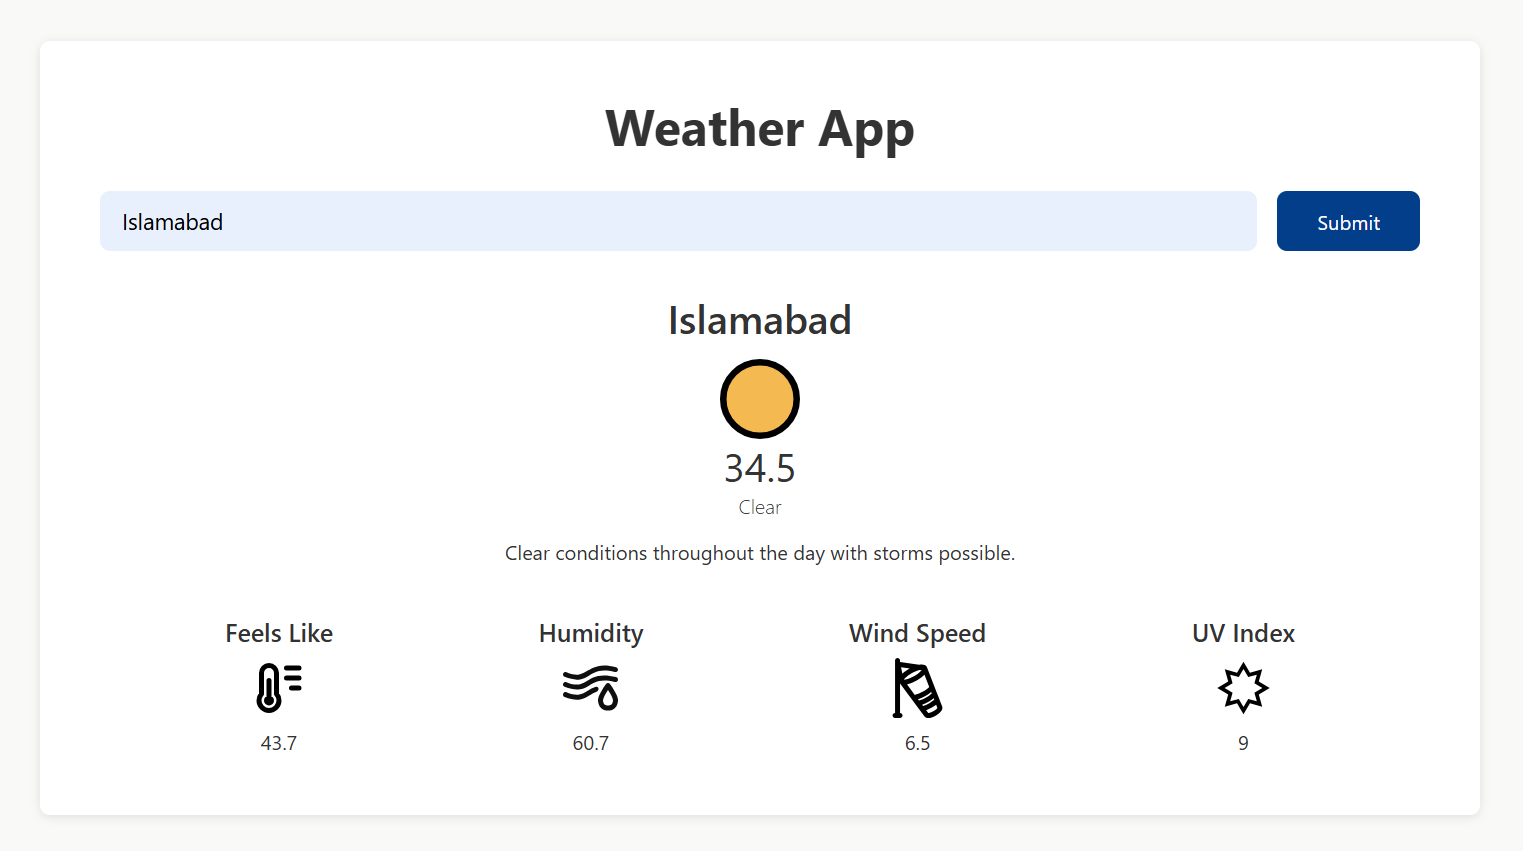 Weather App
Islamabad
Submit
Islamabad
34.5
Clear
Clear conditions throughout the day with storms possible.
Feels Like
Humidity
Wind Speed
UV Index
43.7
60.7
6.5
9